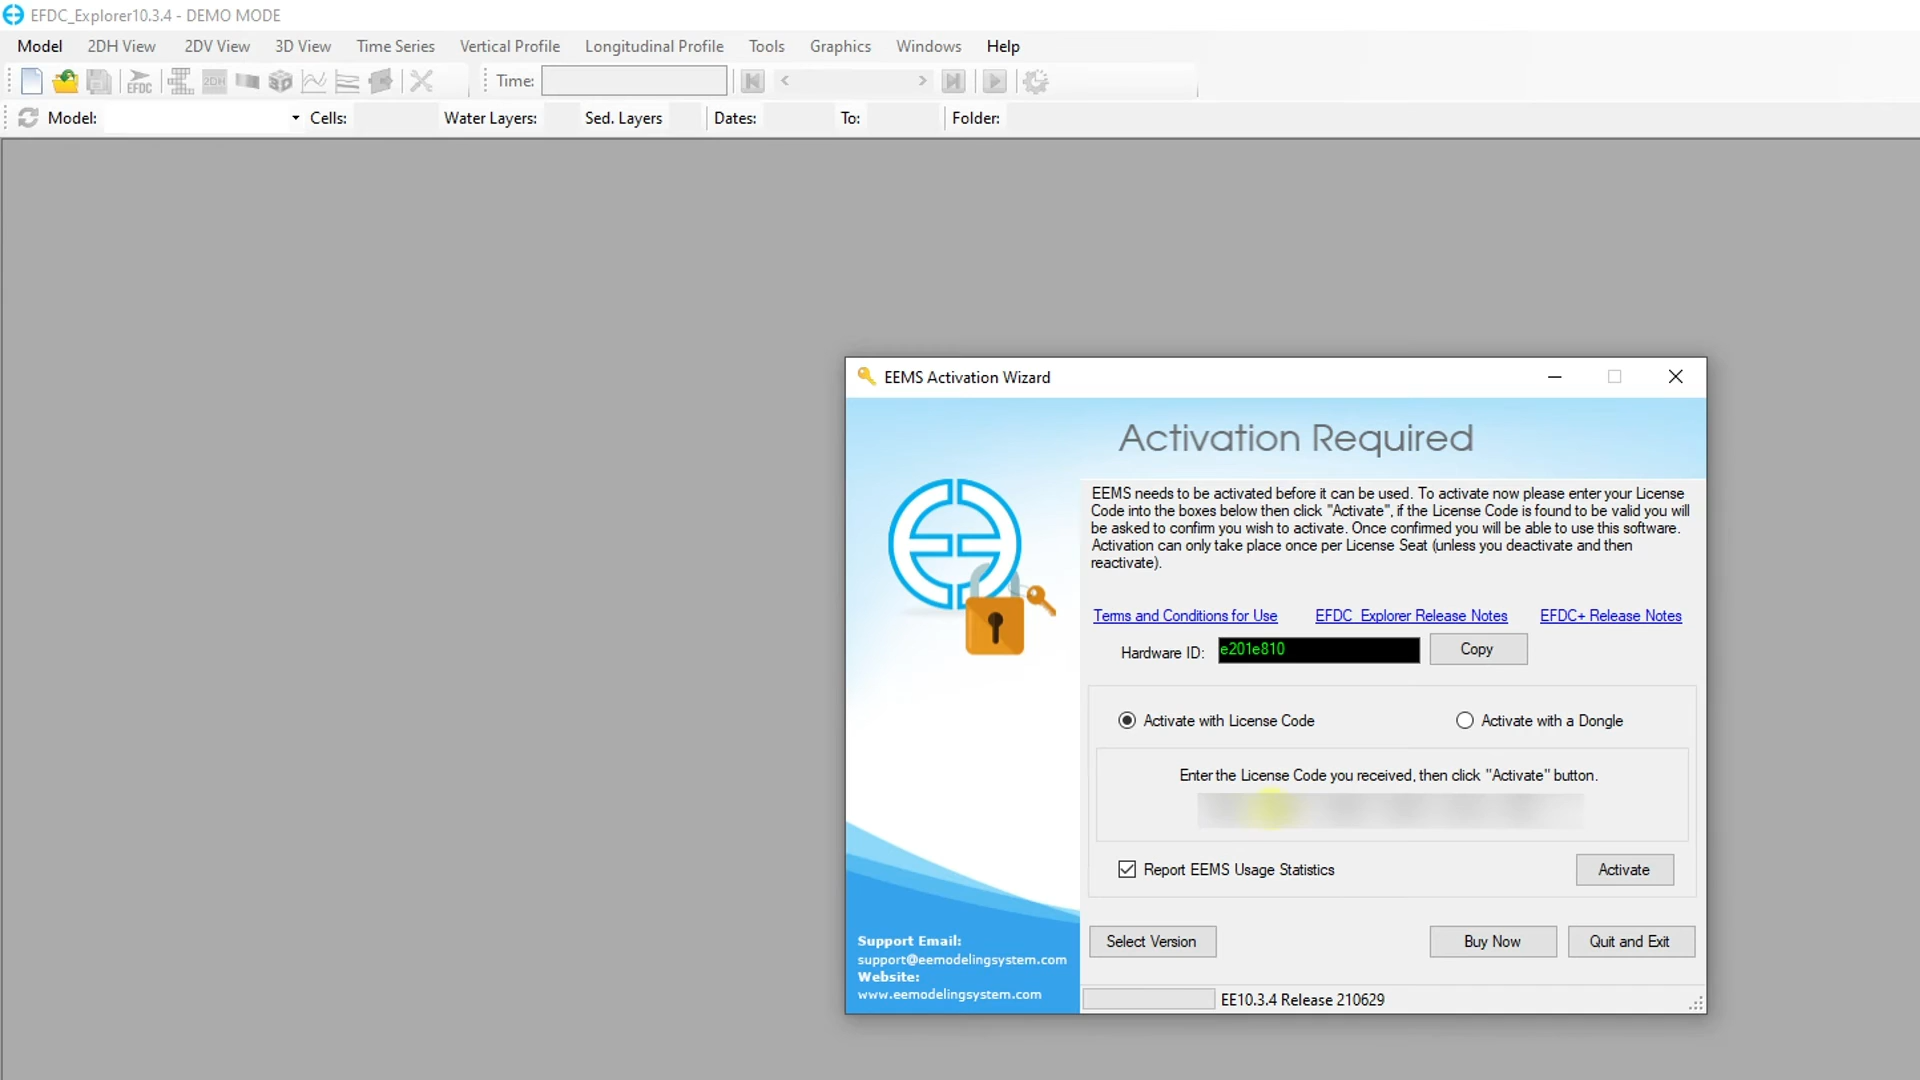 EFDC_Explorer10.3.4 - DEMO MODE
Model 2DH View 2DV View 3D View Time Series Vertical Profile Longitudinal Profile Tools Graphics Windows Help
EFDC 2DH 3D Time: < >
Model: Cells: Water Layers: Sed. Layers Dates: To: Folder:
EEMS Activation Wizard
Activation Required
EEMS needs to be activated before it can be used. To activate now please enter your License
Code into the boxes below then click "Activate", if the License Code is found to be valid you will
be asked to confirm you wish to activate. Once confirmed you will be able to use this software.
Activation can only take place once per License Seat (unless you deactivate and then
reactivate).
Terms and Conditions for Use EFDC_Explorer Release Notes EFDC+ Release Notes
Hardware ID: e201e810 Copy
Activate with License Code Activate with a Dongle
Enter the License Code you received, then click "Activate" button.
Report EEMS Usage Statistics Activate
Select Version Buy Now Quit and Exit
Support Email:
support@eemodelingsystem.com
Website:
www.eemodelingsystem.com
EE10.3.4 Release 210629